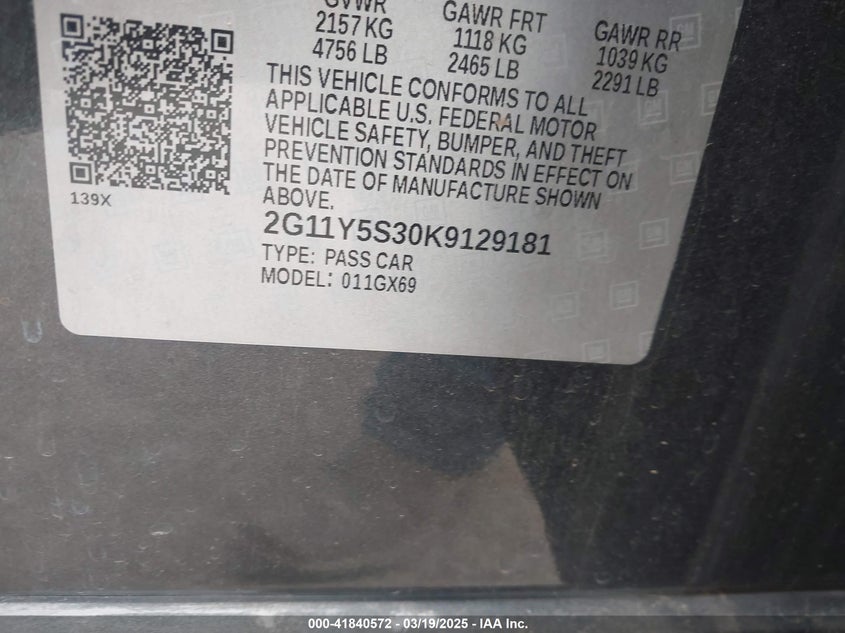 GVWR GAWR FRT GAWR RR
2157 KG 1118 KG 1039 KG
4756 LB 2465 LB 2291 LB
THIS VEHICLE CONFORMS TO ALL
APPLICABLE U.S. FEDERAL MOTOR
VEHICLE SAFETY, BUMPER, AND THEFT
PREVENTION STANDARDS IN EFFECT ON
THE DATE OF MANUFACTURE SHOWN
ABOVE.
139X
2G11Y5S30K9129181
TYPE: PASS CAR
MODEL: 011GX69
000-41840572 — 03/19/2025 — IAA Inc.